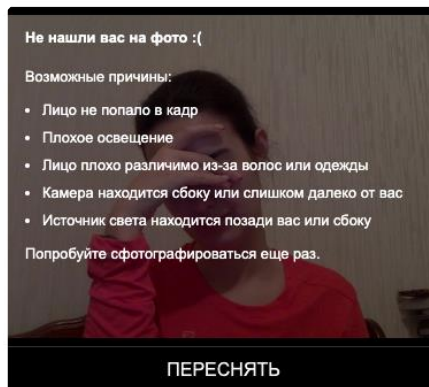 Не нашли вас на фото :(
Возможные причины:
• Лицо не попало в кадр
• Плохое освещение
• Лицо плохо различимо из-за волос или одежды
• Камера находится сбоку или слишком далеко от вас
• Источник света находится позади вас или сбоку
Попробуйте сфотографироваться еще раз.
ПЕРЕСНЯТЬ